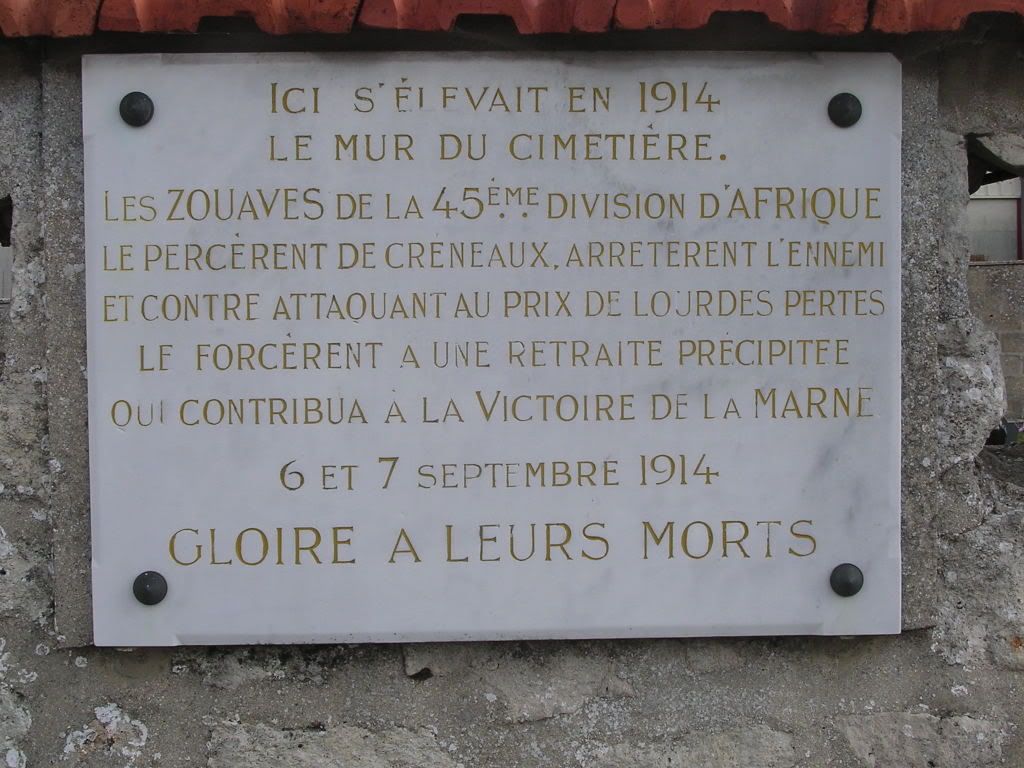 ICI S'ÉLEVAIT EN 1914
LE MUR DU CIMETIÈRE.
LES ZOUAVES DE LA 45ÈME DIVISION D'AFRIQUE
LE PERCÈRENT DE CRÉNEAUX, ARRETÈRENT L'ENNEMI
ET CONTRE ATTAQUANT AU PRIX DE LOURDES PERTES
LE FORCÈRENT A UNE RETRAITE PRÉCIPITÉE
QUI CONTRIBUA À LA VICTOIRE DE LA MARNE
6 ET 7 SEPTEMBRE 1914
GLOIRE A LEURS MORTS